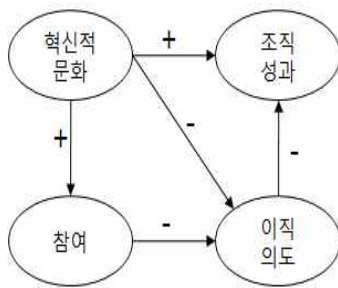 혁신적
문화
+
조직
성과
-
+
-
참여
-
이직
의도